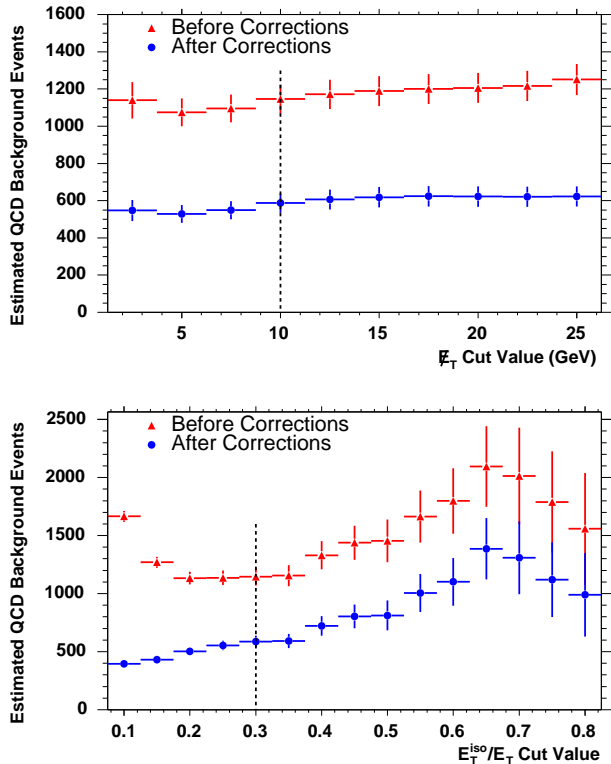 Estimated QCD Background Events
1600
1400
1200
1000
800
600
400
200
0
Before Corrections
After Corrections
5 10 15 20 25
E̸_T Cut Value (GeV)
Estimated QCD Background Events
2500
2000
1500
1000
500
0
Before Corrections
After Corrections
0.1 0.2 0.3 0.4 0.5 0.6 0.7 0.8
E_T^iso/E_T Cut Value